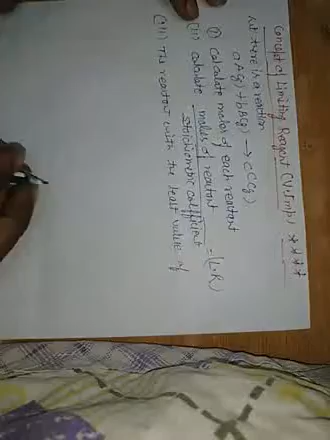 Concept of Limiting Reagent (V.Imp) ****
Let there is a reaction
aA(g) + bB(g) → cC(g)
(i) Calculate moles of each reactant
(ii) Calculate moles of reactant / stoichiometric coefficient = (L.R)
(iii) The reactant with the least value of